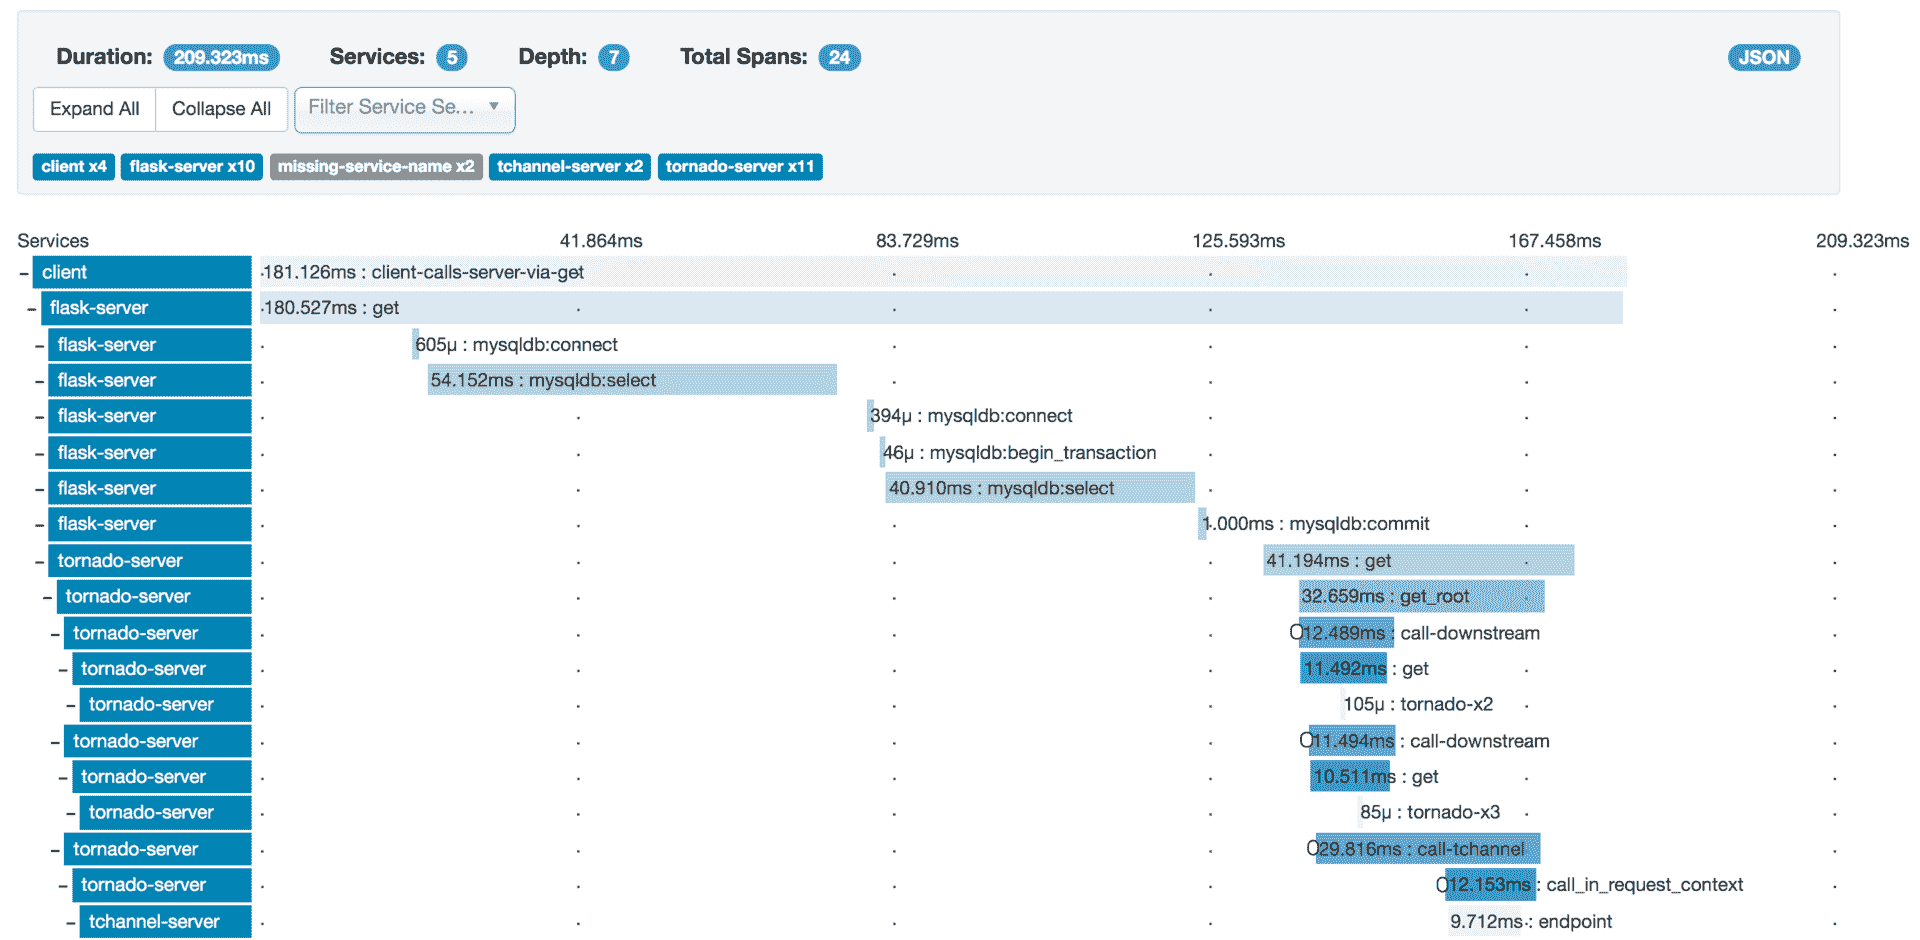 Duration: 209.323ms Services: 5 Depth: 7 Total Spans: 24 JSON
Expand All Collapse All Filter Service Se...
client x4 flask-server x10 missing-service-name x2 tchannel-server x2 tornado-server x11
Services 41.864ms 83.729ms 125.593ms 167.458ms 209.323ms
client 181.126ms : client-calls-server-via-get
flask-server 180.527ms : get
flask-server 605μ : mysqldb:connect
flask-server 54.152ms : mysqldb:select
flask-server 394μ : mysqldb:connect
flask-server 46μ : mysqldb:begin_transaction
flask-server 40.910ms : mysqldb:select
flask-server 1.000ms : mysqldb:commit
tornado-server 41.194ms : get
tornado-server 32.659ms : get_root
tornado-server 12.489ms : call-downstream
tornado-server 11.492ms : get
tornado-server 105μ : tornado-x2
tornado-server 11.494ms : call-downstream
tornado-server 10.511ms : get
tornado-server 85μ : tornado-x3
tornado-server 29.816ms : call-tchannel
tornado-server 12.153ms : call_in_request_context
tchannel-server 9.712ms : endpoint